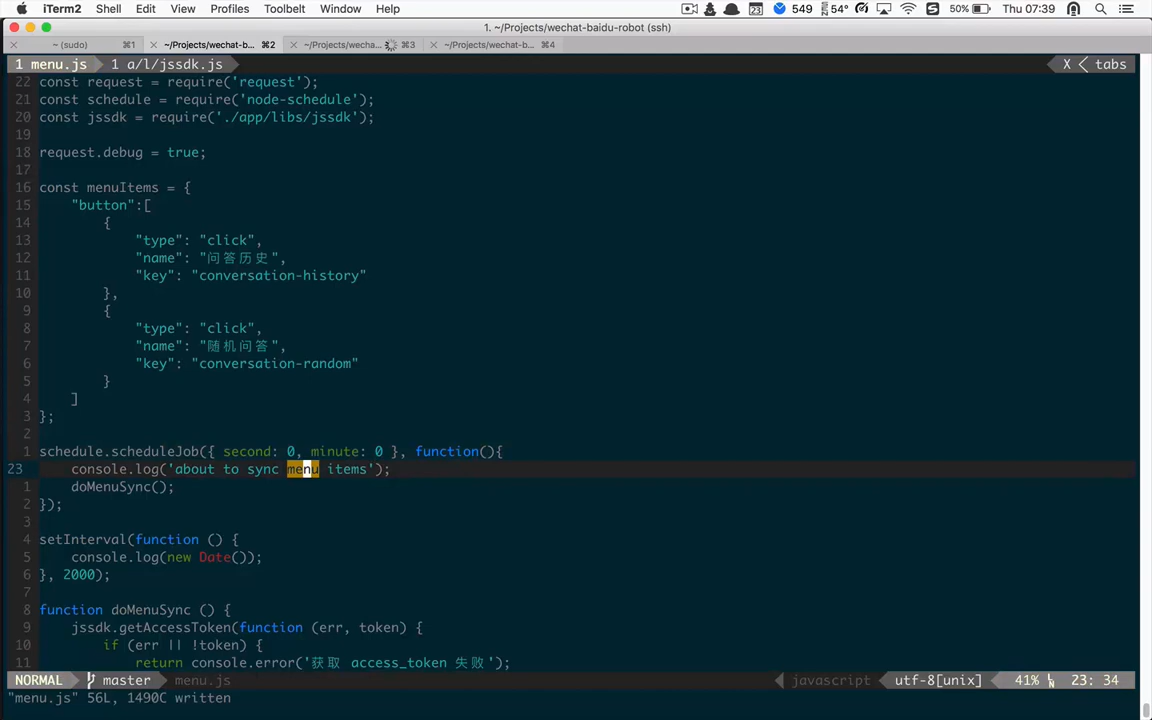 iTerm2 Shell Edit View Profiles Toolbelt Window Help 23 549 54° 50% Thu 07:39
1. ~/Projects/wechat-baidu-robot (ssh)
~ (sudo) ⌘1 ~/Projects/wechat-b... ⌘2 ~/Projects/wecha... ⌘3 ~/Projects/wechat-b... ⌘4
1 menu.js 1 a/l/jssdk.js X < tabs
22 const request = require('request');
21 const schedule = require('node-schedule');
20 const jssdk = require('./app/libs/jssdk');
19
18 request.debug = true;
17
16 const menuItems = {
15 "button":[
14 {
13 "type": "click",
12 "name": "问答历史",
11 "key": "conversation-history"
10 },
9 {
8 "type": "click",
7 "name": "随机问答",
6 "key": "conversation-random"
5 }
4 ]
3 };
2
1 schedule.scheduleJob({ second: 0, minute: 0 }, function(){
23 console.log('about to sync menu items');
1 doMenuSync();
2 });
3
4 setInterval(function () {
5 console.log(new Date());
6 }, 2000);
7
8 function doMenuSync () {
9 jssdk.getAccessToken(function (err, token) {
10 if (err || !token) {
11 return console.error('获取 access_token 失败');
NORMAL master menu.js javascript utf-8[unix] 41% 23: 34
"menu.js" 56L, 1490C written